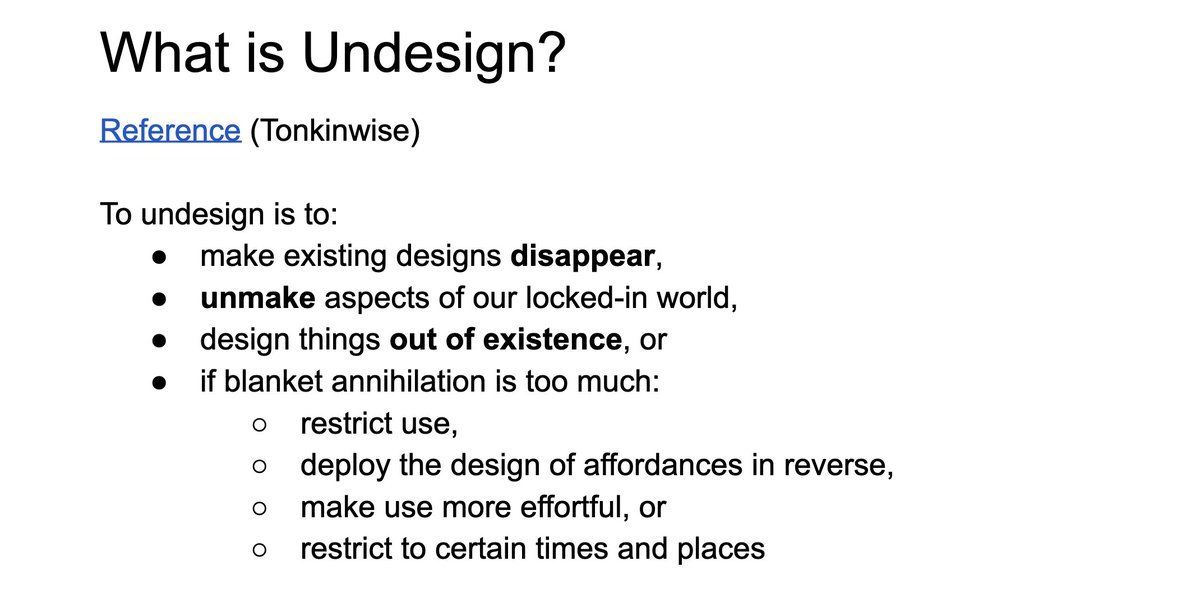 What is Undesign?
Reference (Tonkinwise)
To undesign is to:
● make existing designs disappear,
● unmake aspects of our locked-in world,
● design things out of existence, or
● if blanket annihilation is too much:
○ restrict use,
○ deploy the design of affordances in reverse,
○ make use more effortful, or
○ restrict to certain times and places